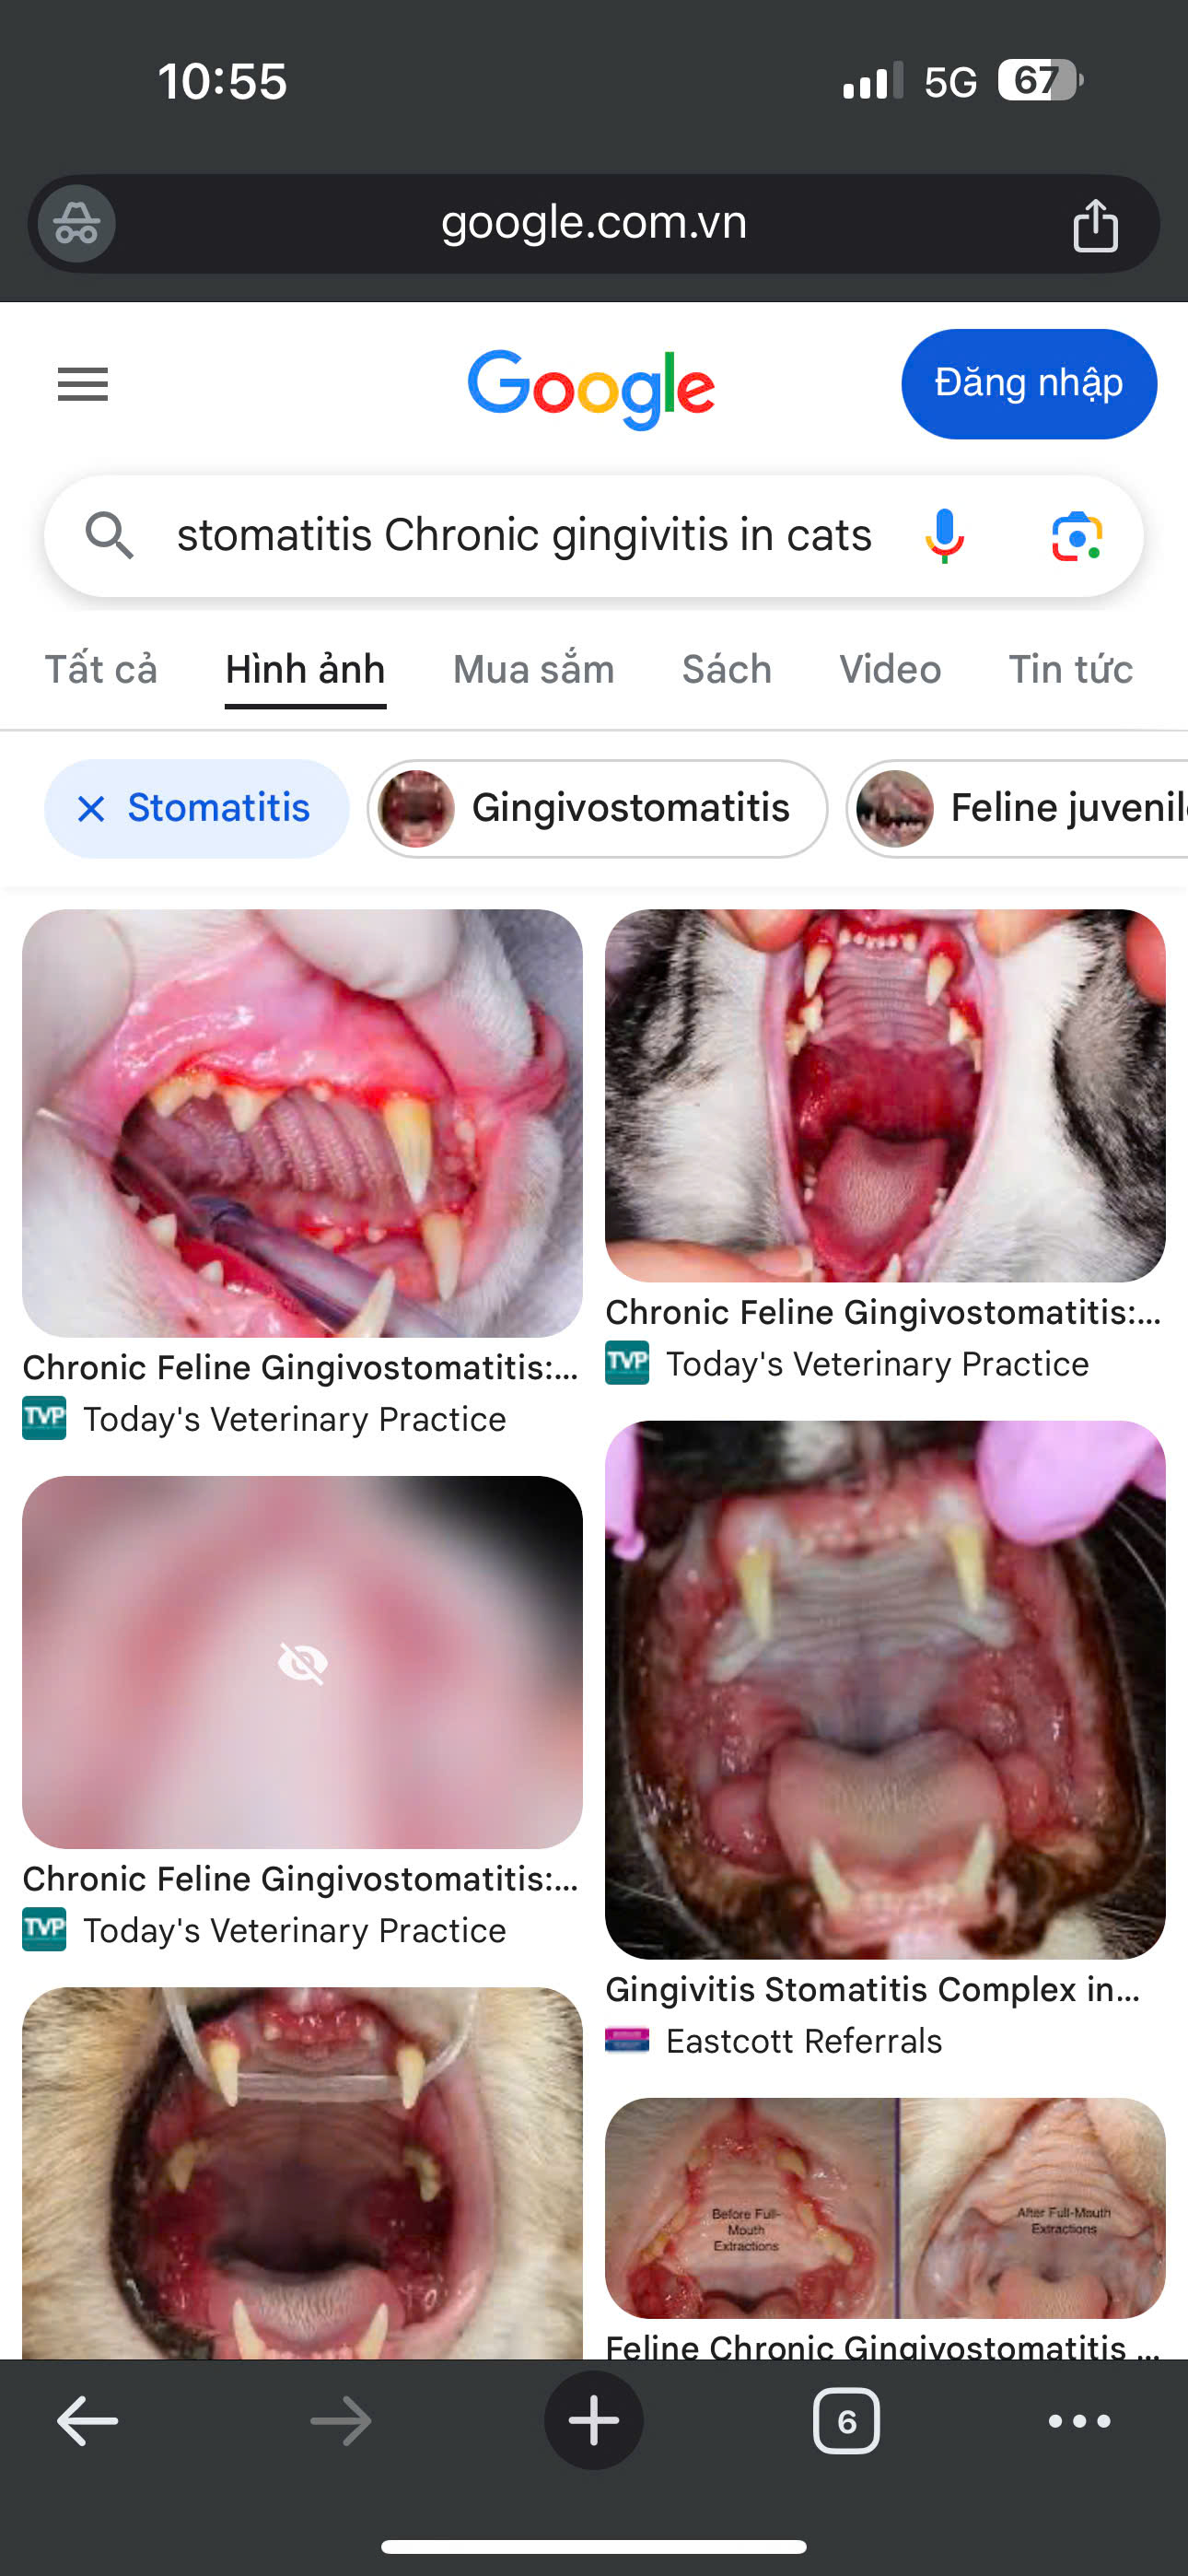 10:55
5G
67
google.com.vn
Google
Đăng nhập
stomatitis Chronic gingivitis in cats
Tất cả
Hình ảnh
Mua sắm
Sách
Video
Tin tức
Stomatitis
Gingivostomatitis
Feline juvenil
Chronic Feline Gingivostomatitis:...
TVP Today's Veterinary Practice
Chronic Feline Gingivostomatitis:...
TVP Today's Veterinary Practice
Chronic Feline Gingivostomatitis:...
TVP Today's Veterinary Practice
Gingivitis Stomatitis Complex in...
Eastcott Referrals
Before Full-
Mouth
Extractions
After Full-Mouth
Extractions
Feline Chronic Gingivostomatitis ...
6